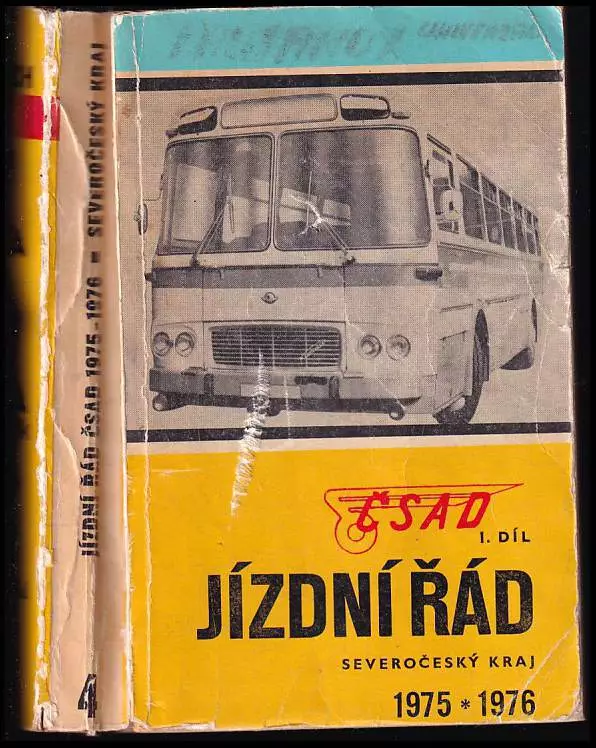 JÍZDNÍ ŘÁD ČSAD 1975-1976 ＝ SEVEROČESKÝ KRAJ
4
ČSAD
I. DÍL
JÍZDNÍ ŘÁD
SEVEROČESKÝ KRAJ
1975 * 1976